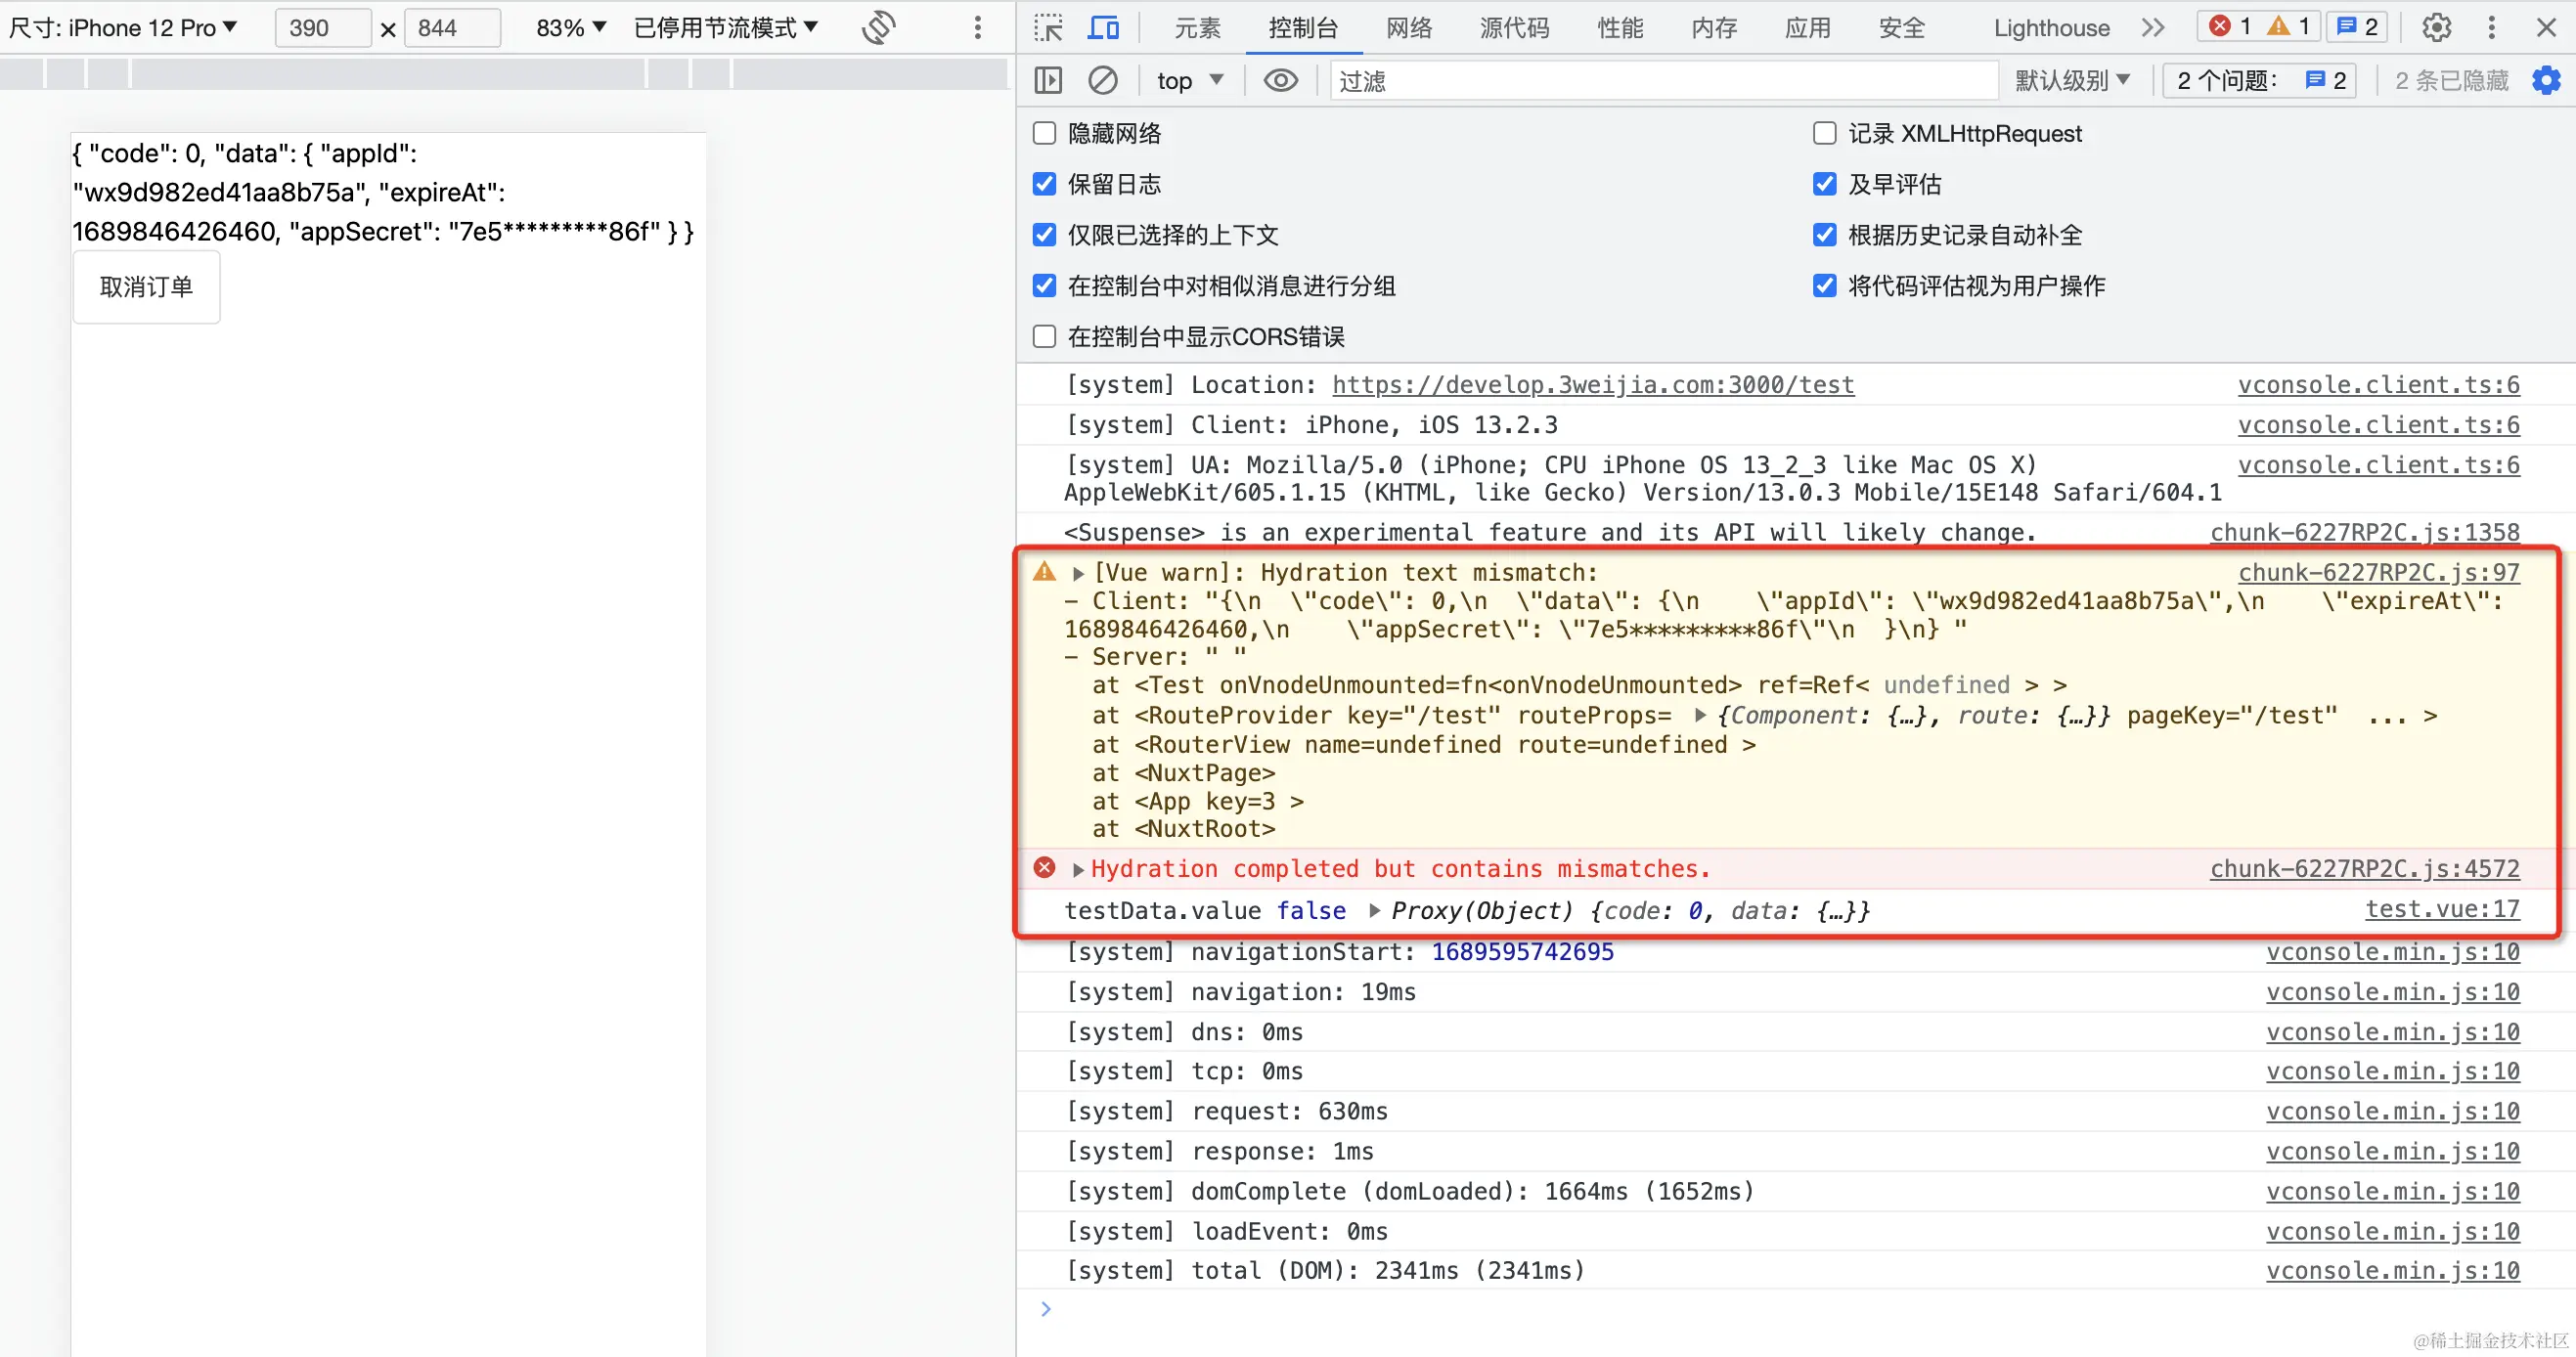 尺寸: iPhone 12 Pro ▼ 390 × 844 83% ▼ 已停用节流模式 ▼
元素 控制台 网络 源代码 性能 内存 应用 安全 Lighthouse 1 1 2
top ▼ 过滤 默认级别 ▼ 2 个问题: 2 2 条已隐藏
{ "code": 0, "data": { "appId":
"wx9d982ed41aa8b75a", "expireAt":
1689846426460, "appSecret": "7e5*********86f" } }
取消订单
隐藏网络 记录 XMLHttpRequest
保留日志 及早评估
仅限已选择的上下文 根据历史记录自动补全
在控制台中对相似消息进行分组 将代码评估视为用户操作
在控制台中显示CORS错误
[system] Location: https://develop.3weijia.com:3000/test vconsole.client.ts:6
[system] Client: iPhone, iOS 13.2.3 vconsole.client.ts:6
[system] UA: Mozilla/5.0 (iPhone; CPU iPhone OS 13_2_3 like Mac OS X) vconsole.client.ts:6
AppleWebKit/605.1.15 (KHTML, like Gecko) Version/13.0.3 Mobile/15E148 Safari/604.1
<Suspense> is an experimental feature and its API will likely change. chunk-6227RP2C.js:1358
▶ [Vue warn]: Hydration text mismatch: chunk-6227RP2C.js:97
– Client: "{\n  \"code\": 0,\n  \"data\": {\n    \"appId\": \"wx9d982ed41aa8b75a\",\n    \"expireAt\":
1689846426460,\n    \"appSecret\": \"7e5*********86f\"\n  }\n} "
– Server: " "
at <Test onVnodeUnmounted=fn<onVnodeUnmounted> ref=Ref< undefined > >
at <RouteProvider key="/test" routeProps= ▶ {Component: {…}, route: {…}} pageKey="/test"  ... >
at <RouterView name=undefined route=undefined >
at <NuxtPage>
at <App key=3 >
at <NuxtRoot>
▶ Hydration completed but contains mismatches. chunk-6227RP2C.js:4572
testData.value false ▶ Proxy(Object) {code: 0, data: {…}} test.vue:17
[system] navigationStart: 1689595742695 vconsole.min.js:10
[system] navigation: 19ms vconsole.min.js:10
[system] dns: 0ms vconsole.min.js:10
[system] tcp: 0ms vconsole.min.js:10
[system] request: 630ms vconsole.min.js:10
[system] response: 1ms vconsole.min.js:10
[system] domComplete (domLoaded): 1664ms (1652ms) vconsole.min.js:10
[system] loadEvent: 0ms vconsole.min.js:10
[system] total (DOM): 2341ms (2341ms) vconsole.min.js:10
@稀土掘金技术社区